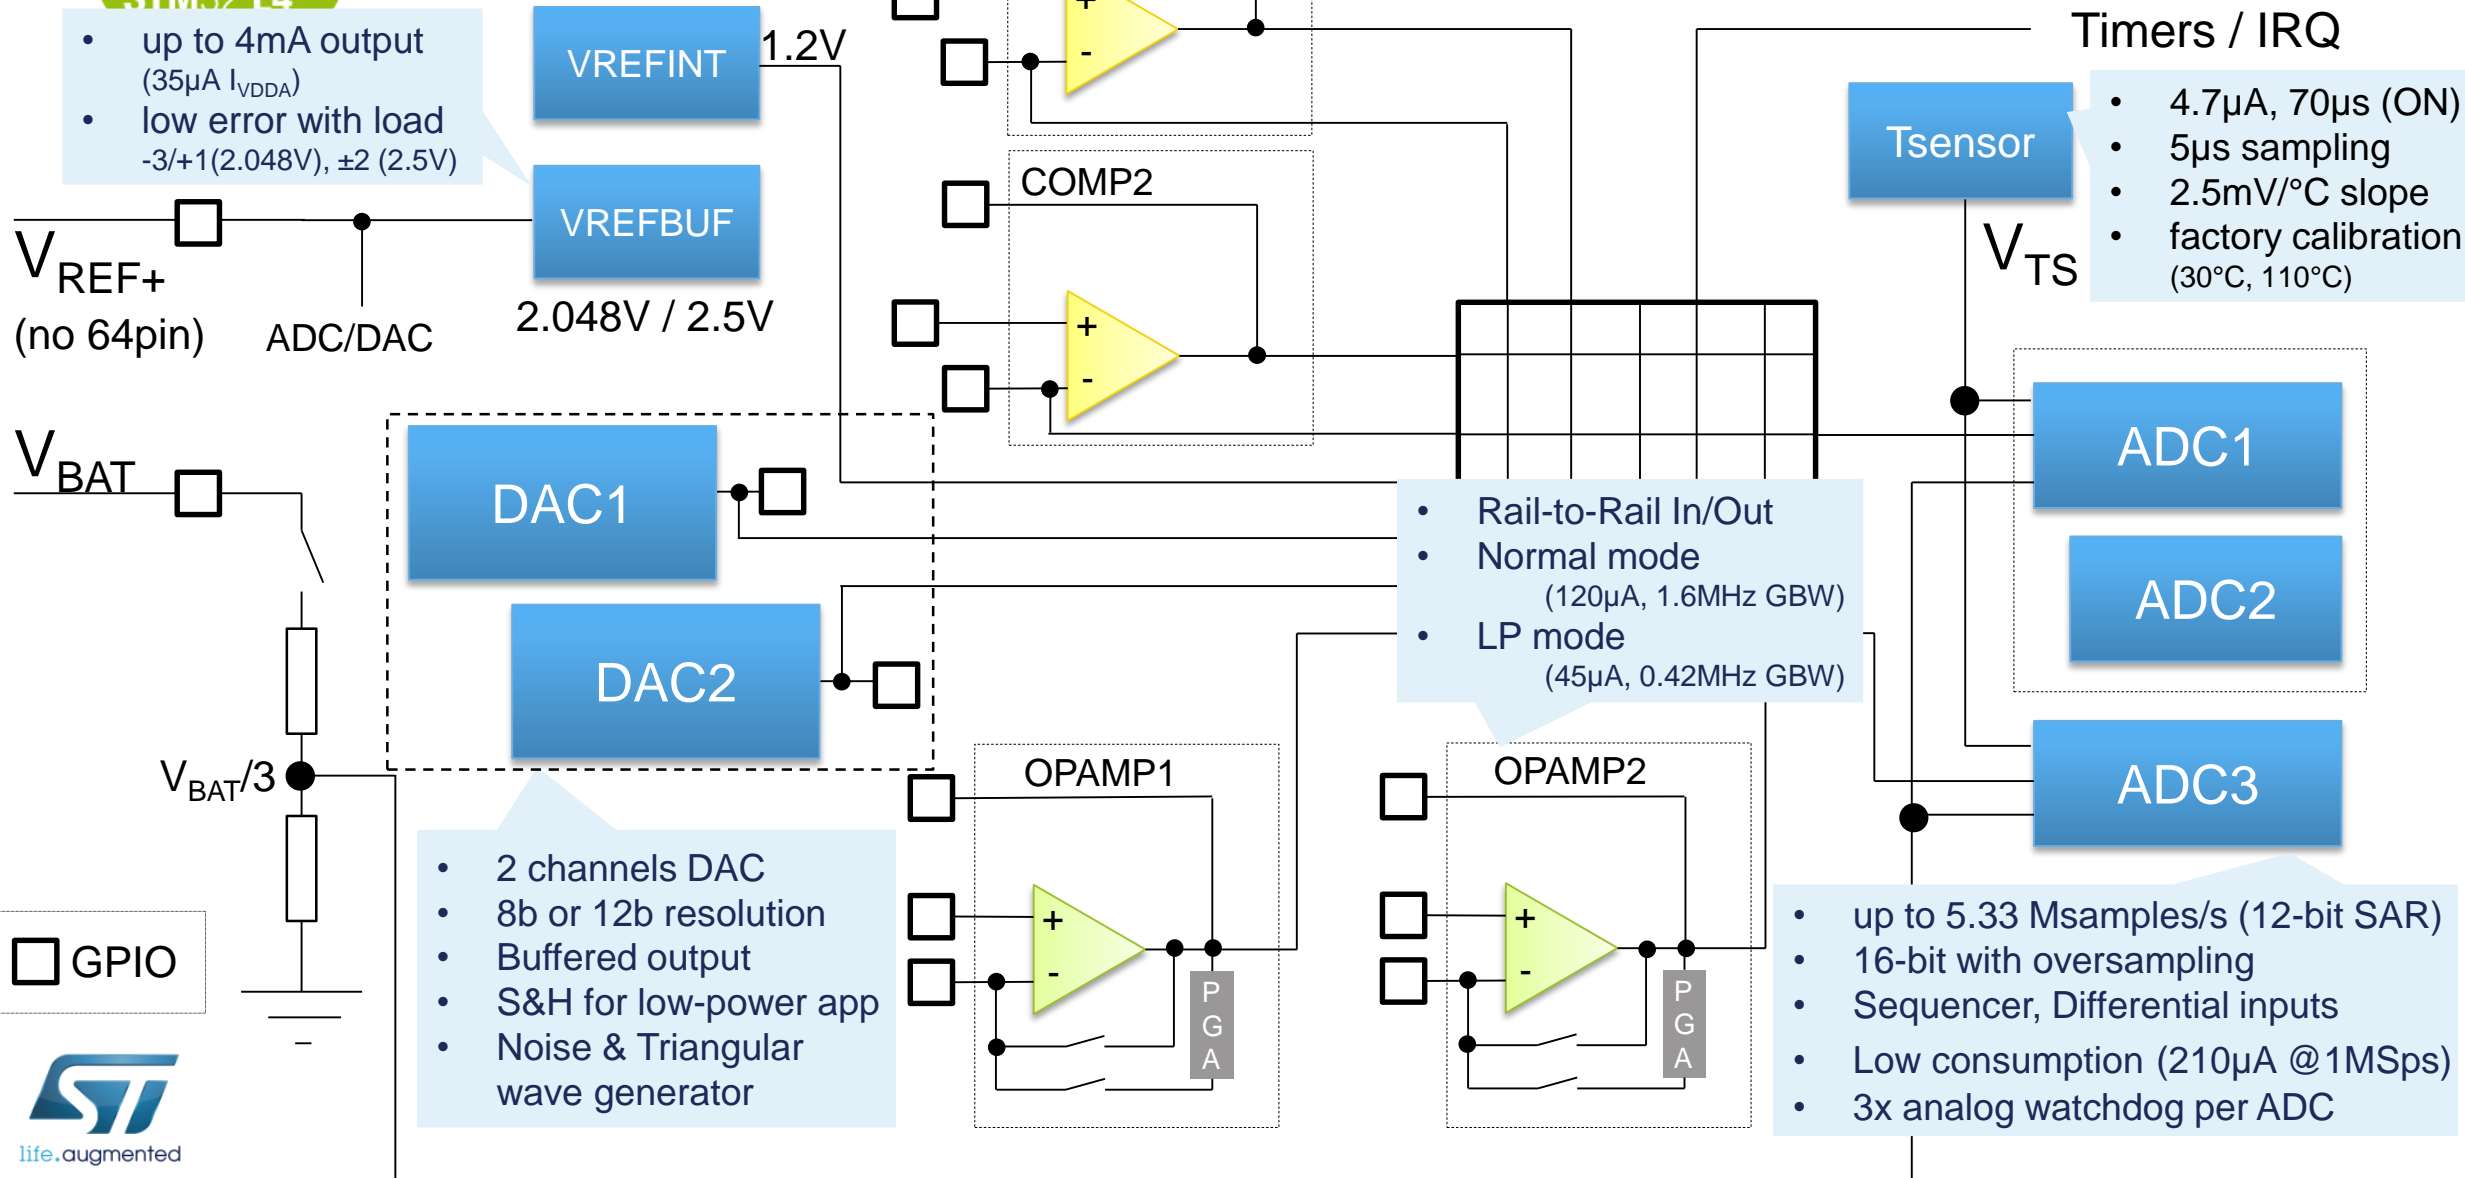 STM32 L4
• up to 4mA output
(35µA IVDDA)
• low error with load
-3/+1(2.048V), ±2 (2.5V)
VREFINT
1.2V
VREFBUF
2.048V / 2.5V
VREF+
(no 64pin)
ADC/DAC
+
-
COMP2
+
-
Timers / IRQ
Tsensor
VTS
• 4.7µA, 70µs (ON)
• 5µs sampling
• 2.5mV/°C slope
• factory calibration
(30°C, 110°C)
VBAT
VBAT/3
DAC1
DAC2
• Rail-to-Rail In/Out
• Normal mode
(120µA, 1.6MHz GBW)
• LP mode
(45µA, 0.42MHz GBW)
ADC1
ADC2
ADC3
• 2 channels DAC
• 8b or 12b resolution
• Buffered output
• S&H for low-power app
• Noise & Triangular
wave generator
OPAMP1
+
-
P
G
A
OPAMP2
+
-
P
G
A
• up to 5.33 Msamples/s (12-bit SAR)
• 16-bit with oversampling
• Sequencer, Differential inputs
• Low consumption (210µA @1MSps)
• 3x analog watchdog per ADC
GPIO
ST
life.augmented